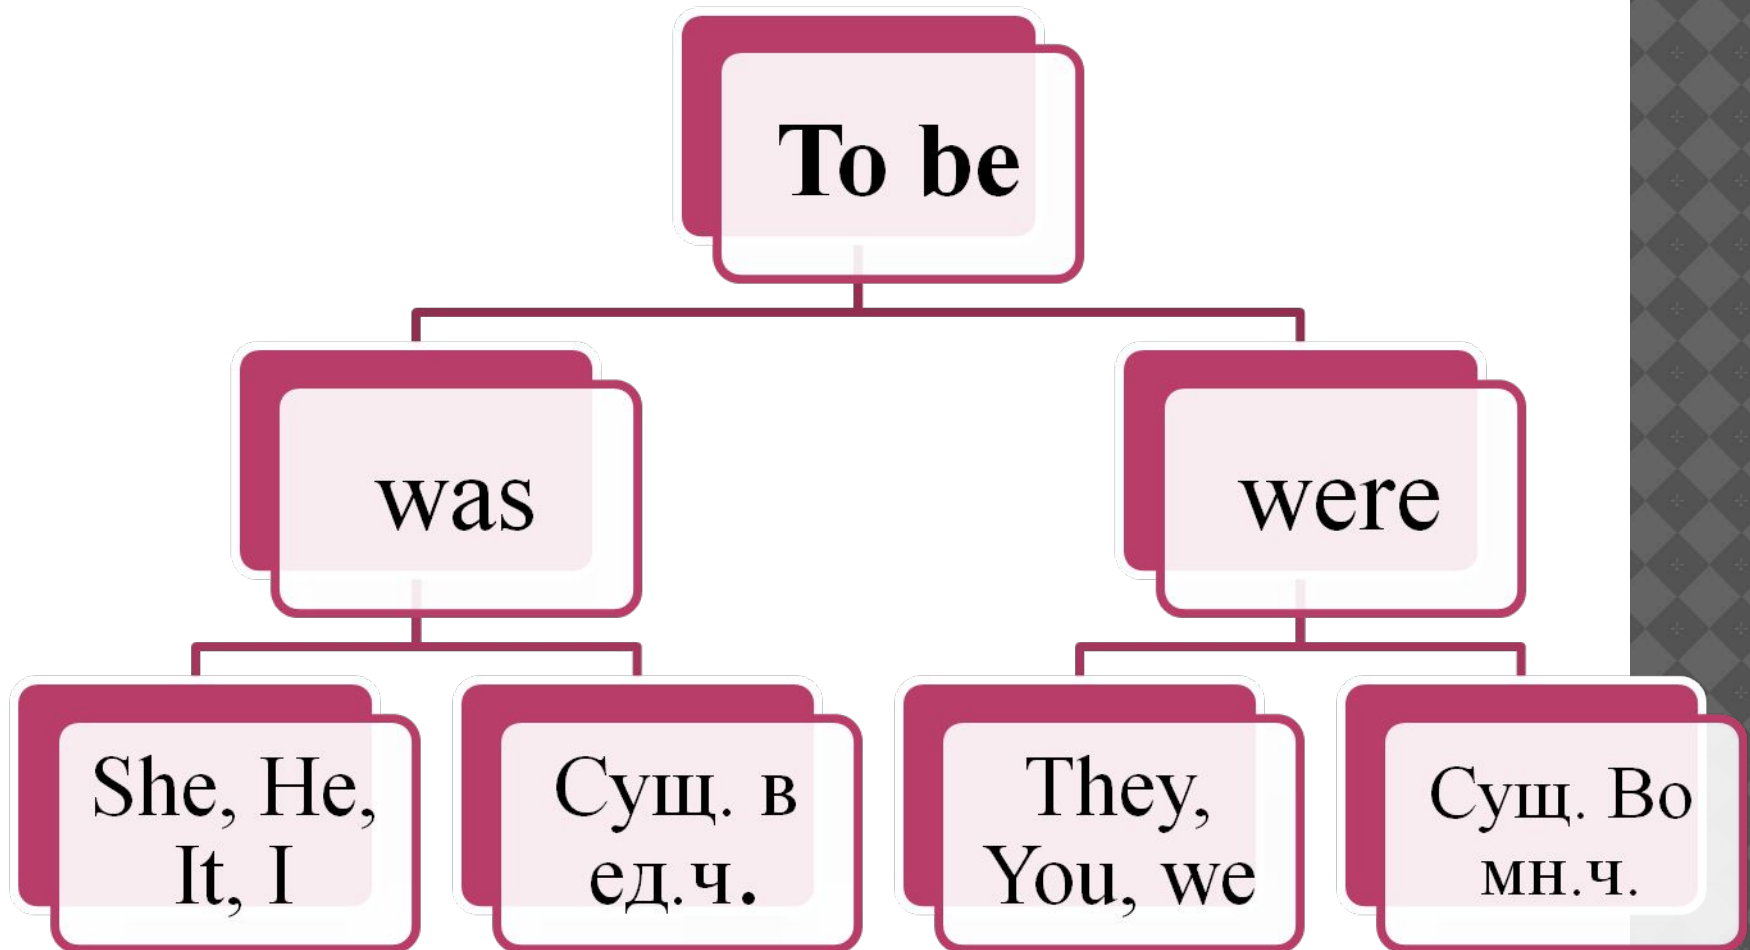 To be
was
were
She, He,
It, I
Сущ. в
ед.ч.
They,
You, we
Сущ. Во
мн.ч.